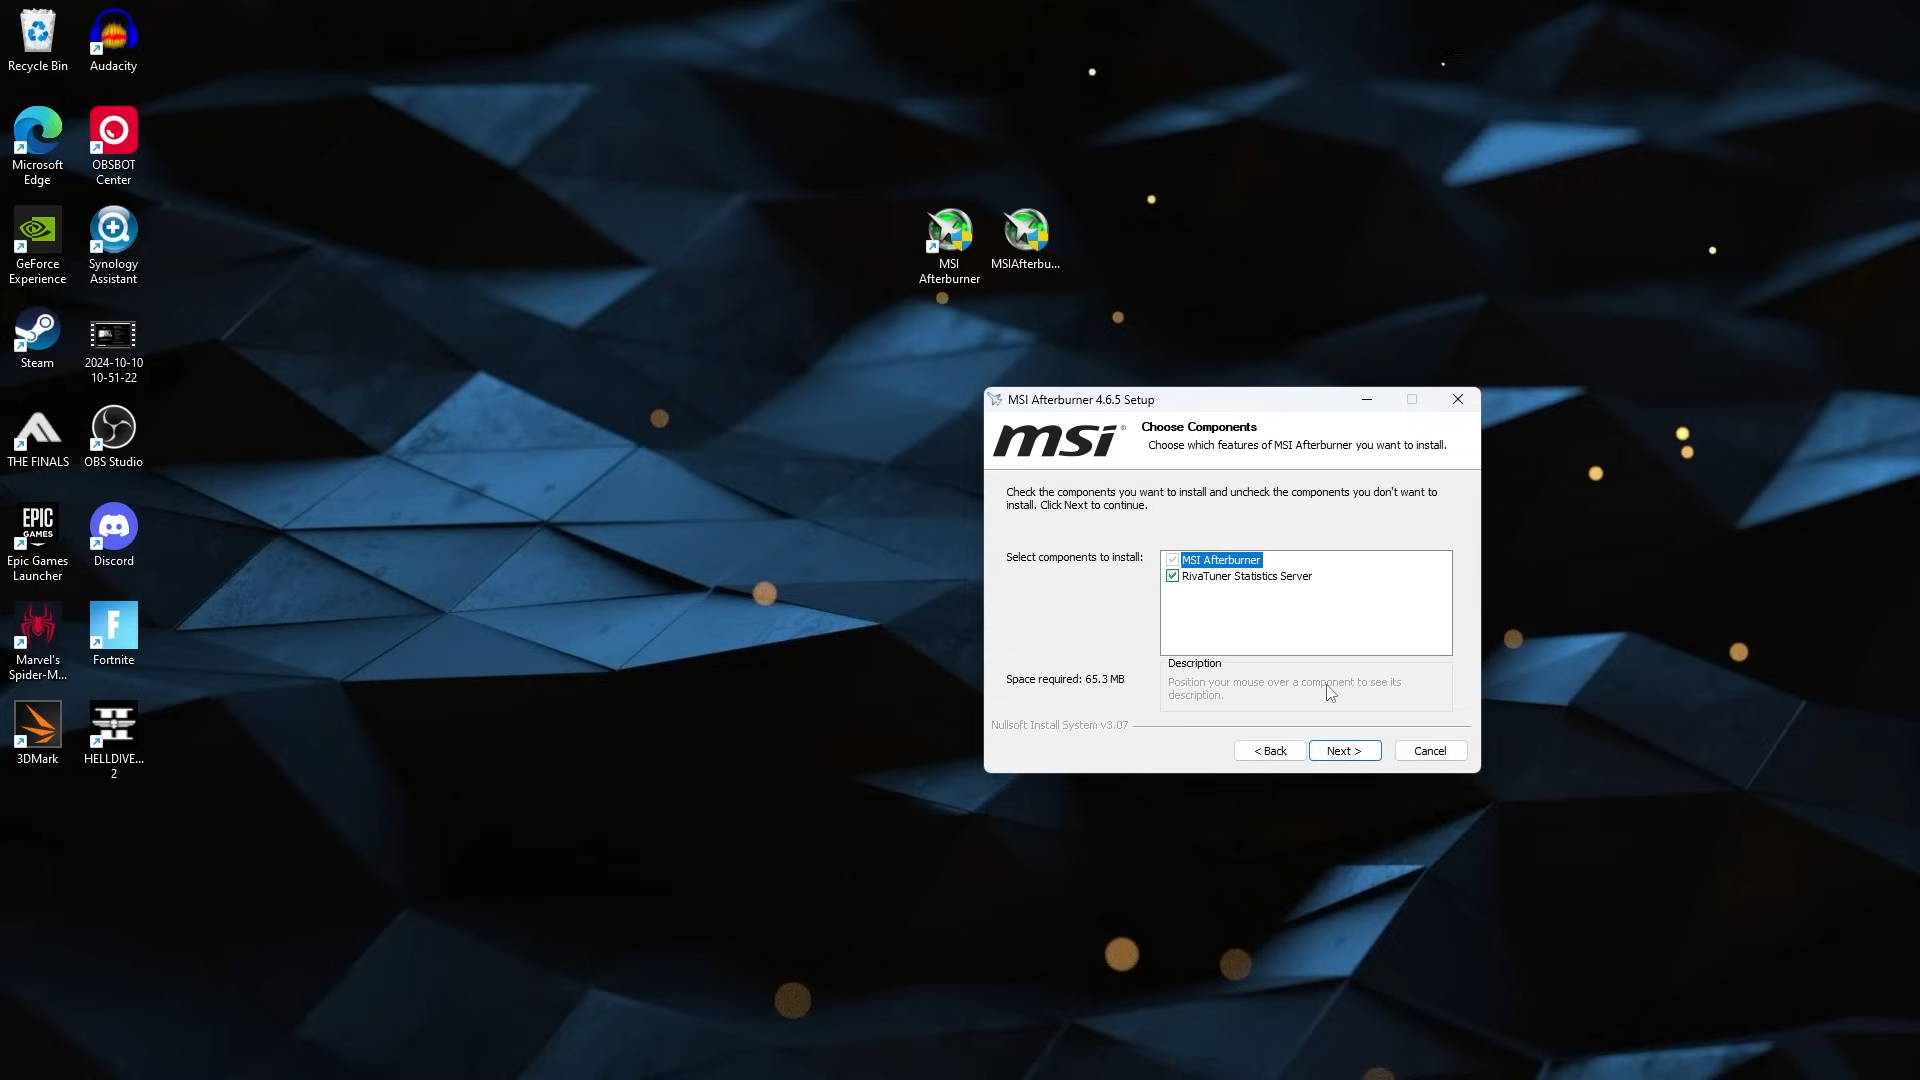 Recycle Bin
Audacity
Microsoft
Edge
OBSBOT
Center
GeForce
Experience
Synology
Assistant
Steam
2024-10-10
10-51-22
THE FINALS
OBS Studio
EPIC
GAMES
Epic Games
Launcher
Discord
Marvel's
Spider-M...
F
Fortnite
3DMark
HELLDIVE...
2
MSI
Afterburner
MSIAfterbu...
MSI Afterburner 4.6.5 Setup
msi®
Choose Components
Choose which features of MSI Afterburner you want to install.
Check the components you want to install and uncheck the components you don't want to
install. Click Next to continue.
Select components to install:
MSI Afterburner
RivaTuner Statistics Server
Space required: 65.3 MB
Description
Position your mouse over a component to see its
description.
Nullsoft Install System v3.07
< Back
Next >
Cancel